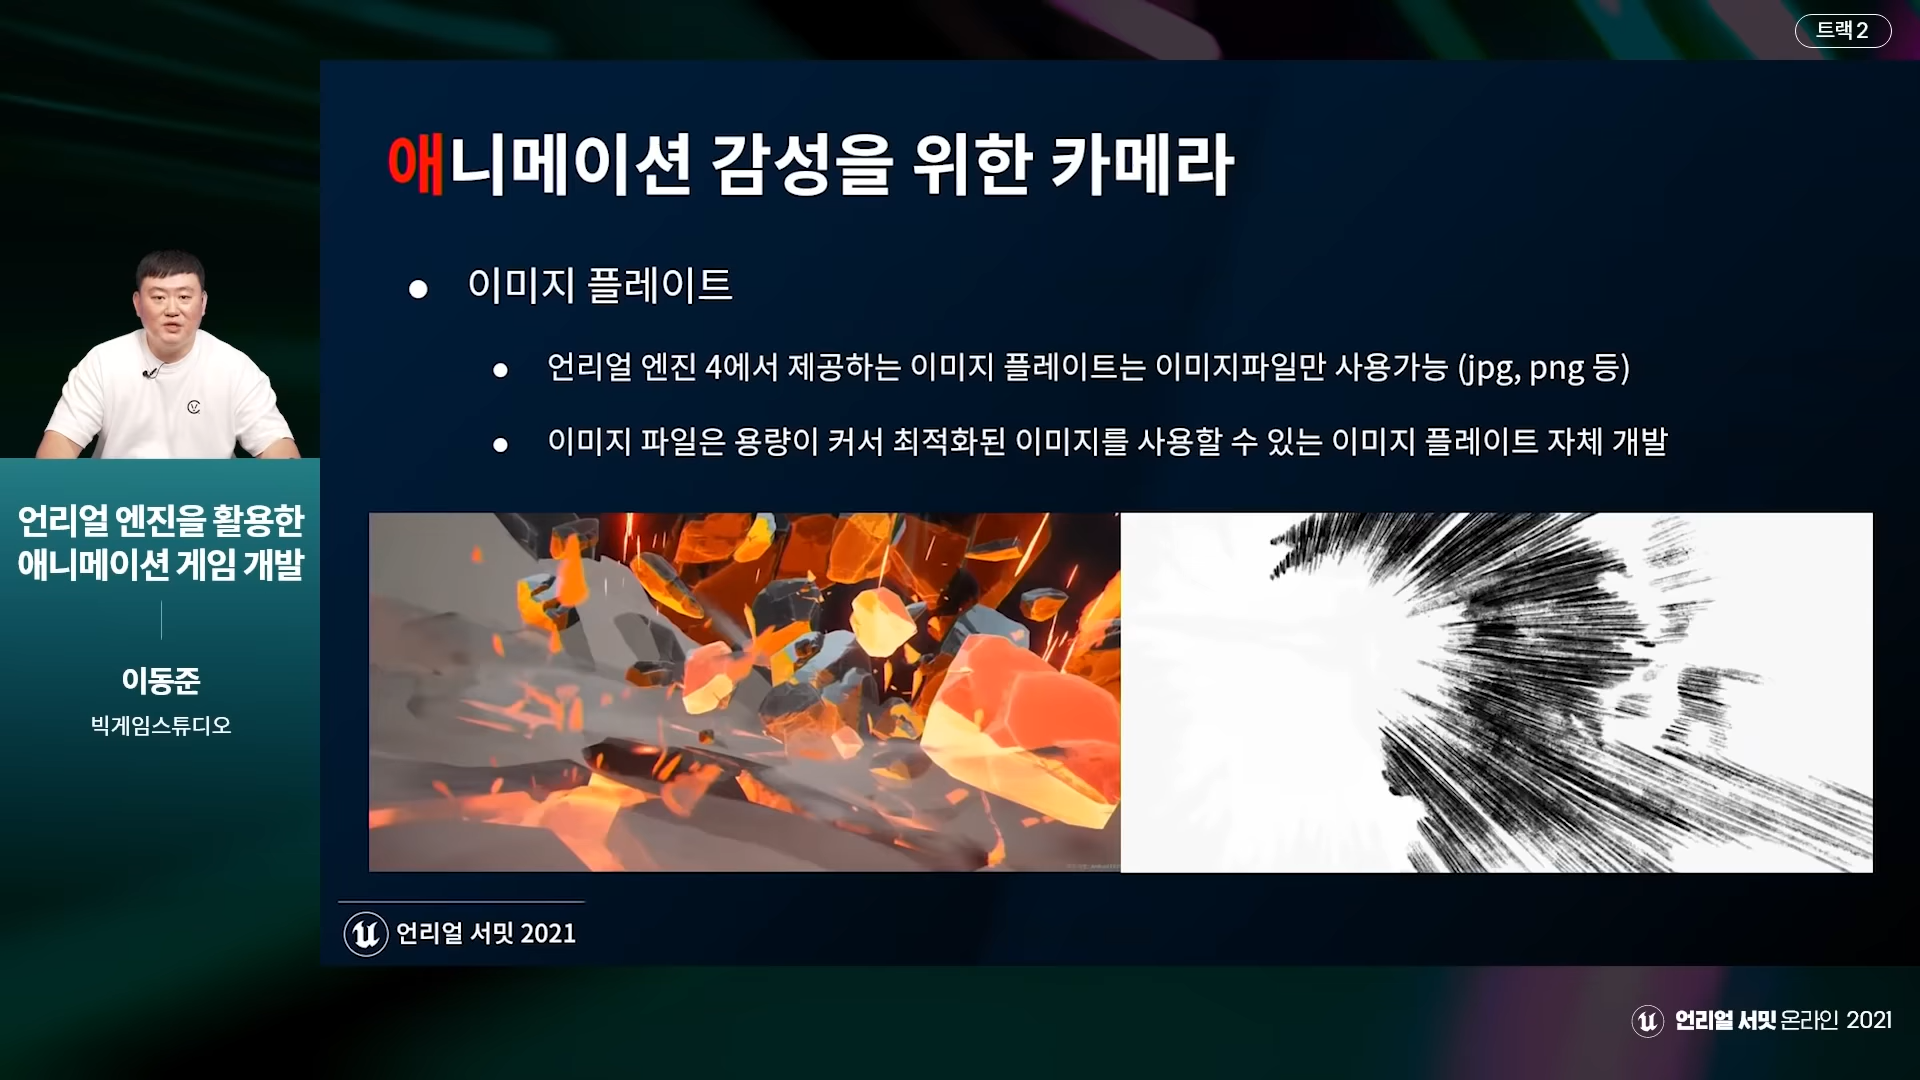 트랙2
애니메이션 감성을 위한 카메라
● 이미지 플레이트
● 언리얼 엔진 4에서 제공하는 이미지 플레이트는 이미지파일만 사용가능 (jpg, png 등)
● 이미지 파일은 용량이 커서 최적화된 이미지를 사용할 수 있는 이미지 플레이트 자체 개발
언리얼 엔진을 활용한
애니메이션 게임 개발
이동준
빅게임스튜디오
언리얼 서밋 2021
언리얼 서밋 온라인 2021